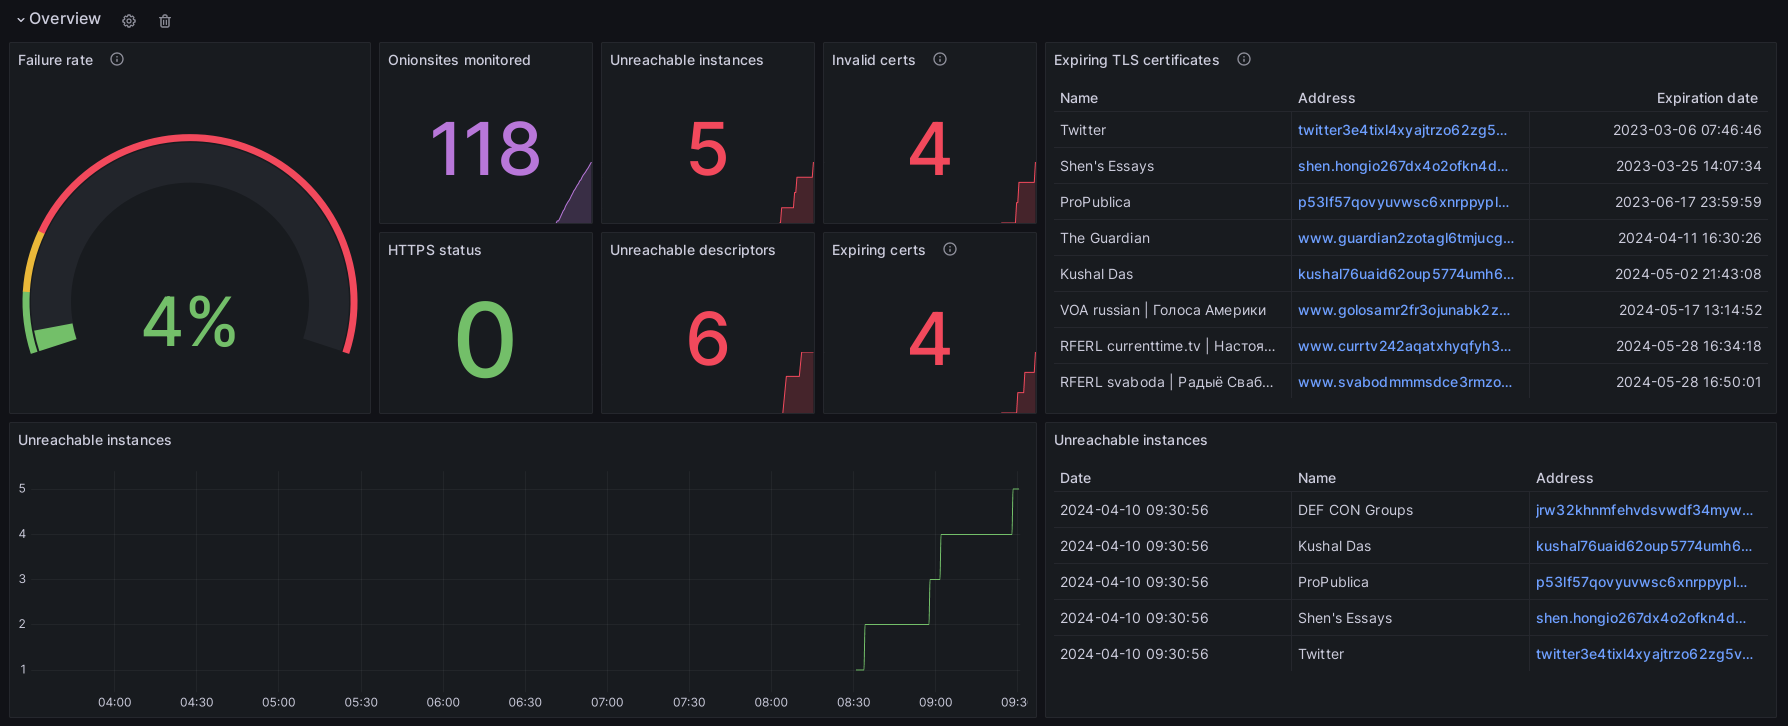 Overview
Failure rate
4%
Onionsites monitored
118
Unreachable instances
5
Invalid certs
4
HTTPS status
0
Unreachable descriptors
6
Expiring certs
4
Expiring TLS certificates
Name Address Expiration date
Twitter twitter3e4tixl4xyajtrzo62zg5... 2023-03-06 07:46:46
Shen's Essays shen.hongio267dx4o2ofkn4d... 2023-03-25 14:07:34
ProPublica p53lf57qovyuvwsc6xnrppypl... 2023-06-17 23:59:59
The Guardian www.guardian2zotagl6tmjucg... 2024-04-11 16:30:26
Kushal Das kushal76uaid62oup5774umh6... 2024-05-02 21:43:08
VOA russian | Голоса Америки www.golosamr2fr3ojunabk2z... 2024-05-17 13:14:52
RFERL currenttime.tv | Настоя... www.currtv242aqatxhyqfyh3... 2024-05-28 16:34:18
RFERL svaboda | Радыё Сваб... www.svabodmmmsdce3rmzo... 2024-05-28 16:50:01
Unreachable instances
5
4
3
2
1
04:00 04:30 05:00 05:30 06:00 06:30 07:00 07:30 08:00 08:30 09:00 09:3
Unreachable instances
Date Name Address
2024-04-10 09:30:56 DEF CON Groups jrw32khnmfehvdsvwdf34myw...
2024-04-10 09:30:56 Kushal Das kushal76uaid62oup5774umh6...
2024-04-10 09:30:56 ProPublica p53lf57qovyuvwsc6xnrppypl...
2024-04-10 09:30:56 Shen's Essays shen.hongio267dx4o2ofkn4d...
2024-04-10 09:30:56 Twitter twitter3e4tixl4xyajtrzo62zg5v...